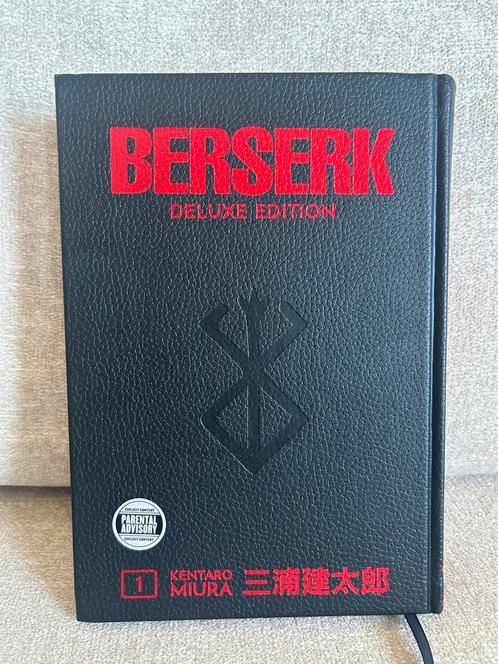 BERSERK
DELUXE EDITION
EXPLICIT CONTENT
PARENTAL
ADVISORY
EXPLICIT CONTENT
1
KENTARO
MIURA
三浦建太郎